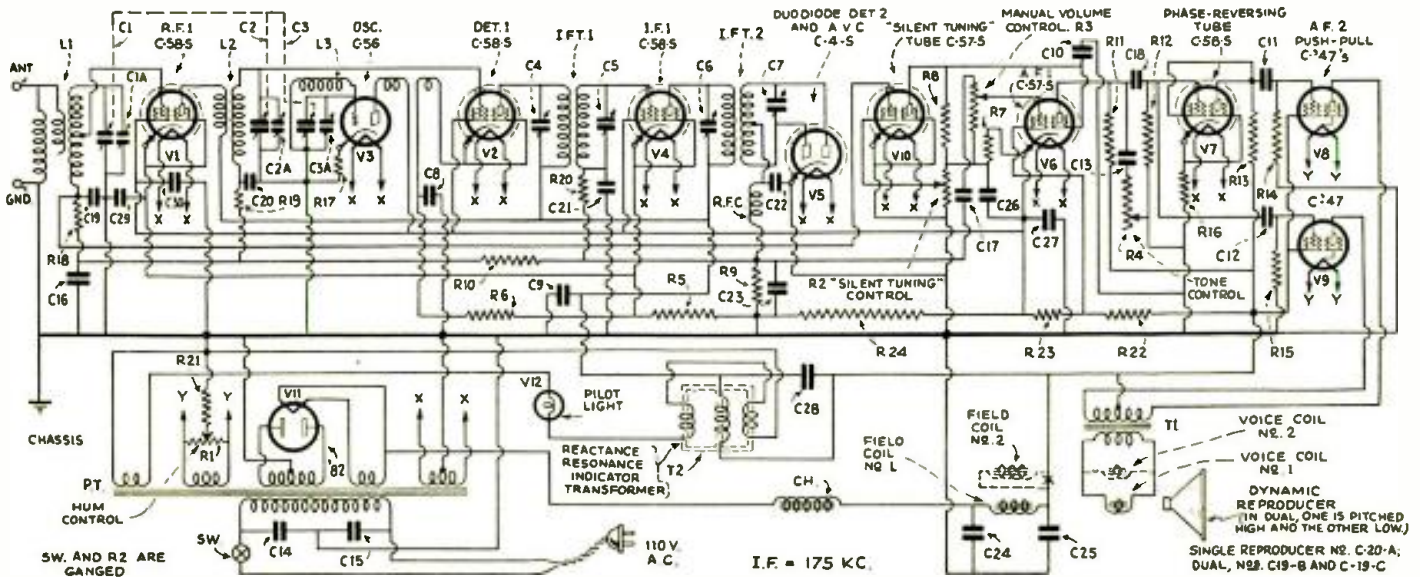 ANT
GND
L1
C1
C1A
R.F.1
C-58-S
V1
C2
C3
L2
L3
OSC.
C-56
V3
C2A
C3A
DET.1
C-58-S
V2
C4
I.F.T.1
C5
I.F.1
C-58-S
V4
C6
I.F.T.2
C7
DUODIODE DET 2
AND A V C
C-4-S
V5
"SILENT TUNING"
TUBE C-57-S
V10
R8
MANUAL VOLUME
CONTROL. R3
C10
R7
A.F.1
C-57-S
V6
C13
R11
C18
R12
PHASE-REVERSING
TUBE
C-56-S
V7
R13
C11
A.F.2
PUSH-PULL
C-247's
V8
Y Y
R14
C-247
V9
Y Y
C19
C29
C30
X X
C20
R19
R17
X X
C8
X X
R20
C21
X X
R.F.C
C22
X X
C17
C26
C27
X X
R4
TONE
CONTROL
R16
X X
C12
R15
R18
C16
R10
R6
C9
R5
R9
C23
R2 "SILENT TUNING"
CONTROL
R24
R23
R22
CHASSIS
R21
Y Y
R1
V11
82
X X
V12
PILOT
LIGHT
C28
REACTANCE
RESONANCE
INDICATOR
TRANSFORMER
T2
FIELD
COIL
Nº 1.
FIELD
COIL
Nº.2
T1
VOICE COIL
Nº. 2
VOICE COIL
Nº.1
P.T.
HUM
CONTROL
SW.
C14
C15
110 V.
A C.
CH.
C24
C25
I.F. = 175 KC.
DYNAMIC
REPRODUCER
(IN DUAL, ONE IS PITCHED
HIGH AND THE OTHER LOW.)
SW. AND R2 ARE
GANGED
SINGLE REPRODUCER Nº. C-20-A;
DUAL, Nºs. C19-B AND C-19-C